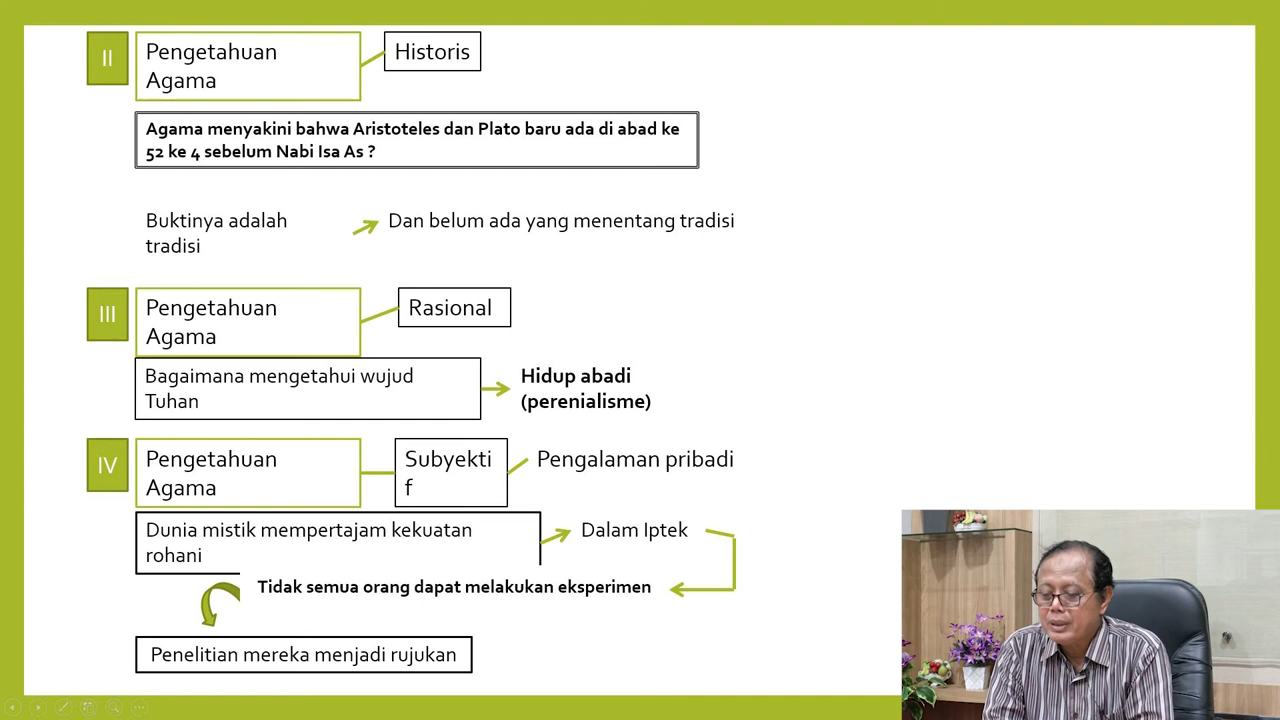 II
Pengetahuan
Agama
Historis
Agama menyakini bahwa Aristoteles dan Plato baru ada di abad ke
52 ke 4 sebelum Nabi Isa As ?
Buktinya adalah
tradisi
Dan belum ada yang menentang tradisi
III
Pengetahuan
Agama
Rasional
Bagaimana mengetahui wujud
Tuhan
Hidup abadi
(perenialisme)
IV
Pengetahuan
Agama
Subyekti
f
Pengalaman pribadi
Dunia mistik mempertajam kekuatan
rohani
Dalam Iptek
Tidak semua orang dapat melakukan eksperimen
Penelitian mereka menjadi rujukan